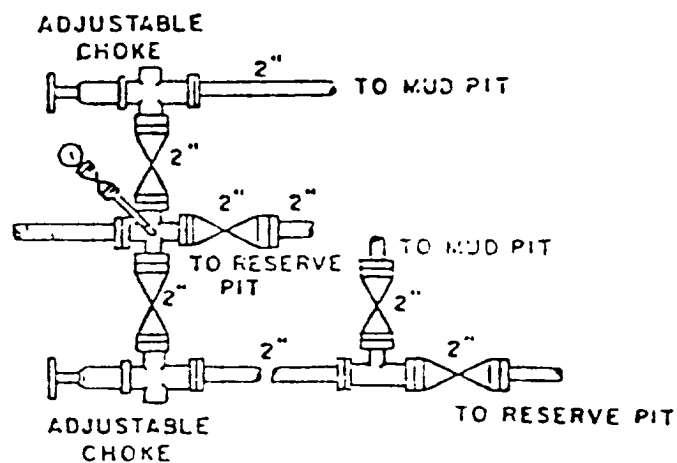 ADJUSTABLE
CHOKE
2"
TO MUD PIT
2"
2"
2"
TO RESERVE
PIT
TO MUD PIT
2"
2"
2"
2"
TO RESERVE PIT
ADJUSTABLE
CHOKE